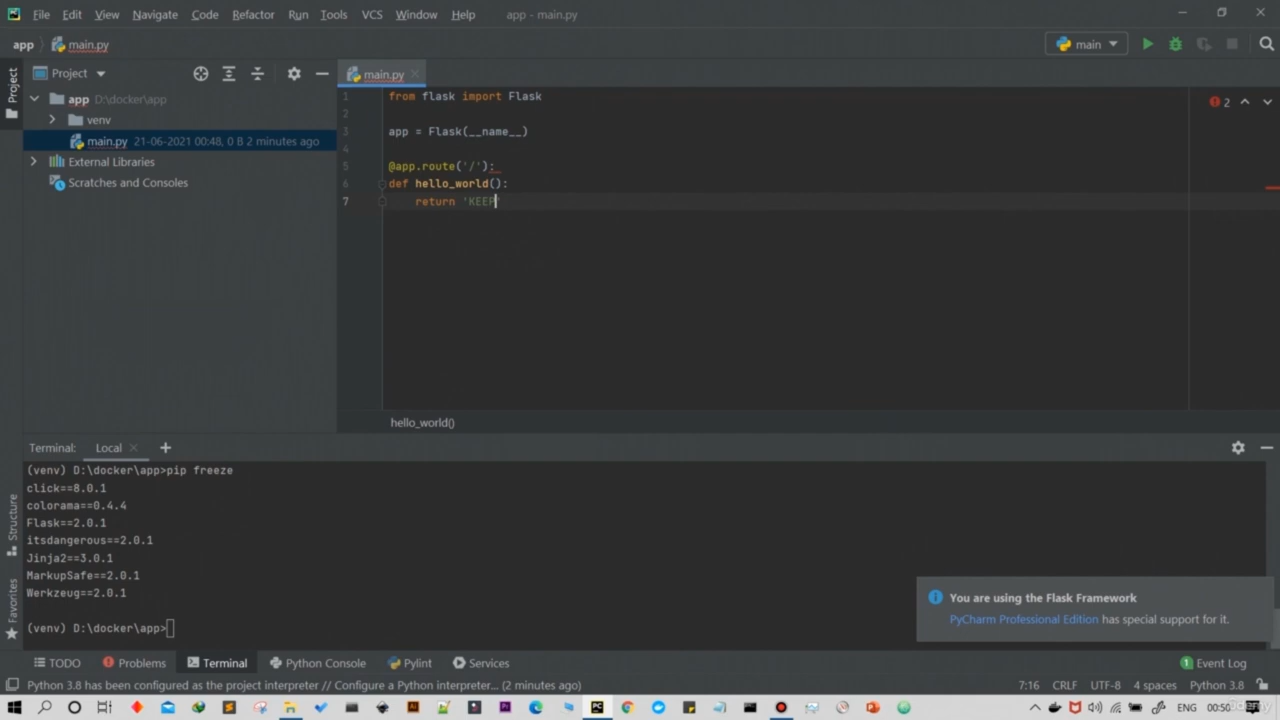 File Edit View Navigate Code Refactor Run Tools VCS Window Help app - main.py
app main.py main
Project Project main.py
app D:\docker\app
venv
main.py 21-06-2021 00:48, 0 B 2 minutes ago
External Libraries
Scratches and Consoles
1 from flask import Flask
2
3 app = Flask(__name__)
4
5 @app.route('/'):
6 def hello_world():
7 return 'KEEP'
2
hello_world()
Terminal: Local
(venv) D:\docker\app>pip freeze
click==8.0.1
colorama==0.4.4
Flask==2.0.1
itsdangerous==2.0.1
Jinja2==3.0.1
MarkupSafe==2.0.1
Werkzeug==2.0.1
(venv) D:\docker\app>
Structure
Favorites
You are using the Flask Framework
PyCharm Professional Edition has special support for it.
TODO Problems Terminal Python Console Pylint Services 1 Event Log
Python 3.8 has been configured as the project interpreter // Configure a Python interpreter... (2 minutes ago) 7:16 CRLF UTF-8 4 spaces Python 3.8
ENG 00:50